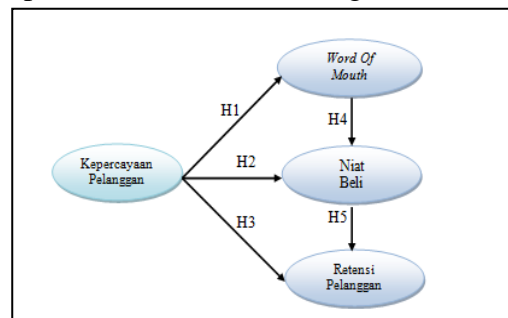 Word Of
Mouth
H1
H4
Kepercayaan
Pelanggan
H2
Niat
Beli
H3
H5
Retensi
Pelanggan